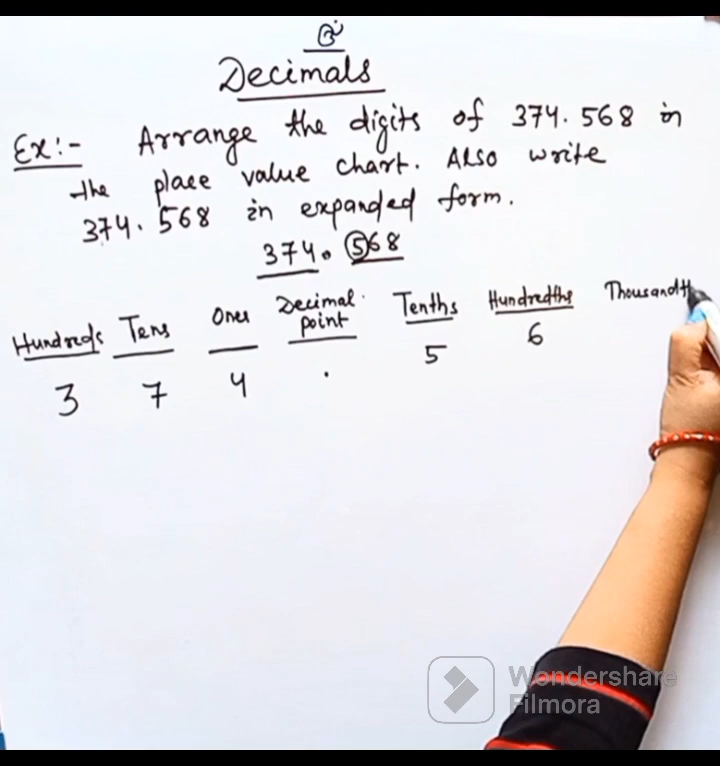 Decimals
Ex:- Arrange the digits of 374.568 in
the place value chart. Also write
374.568 in expanded form.
374.568
Hundreds Tens Ones Decimal point Tenths Hundredths Thousandth
3 7 4 . 5 6
Wondershare
Filmora